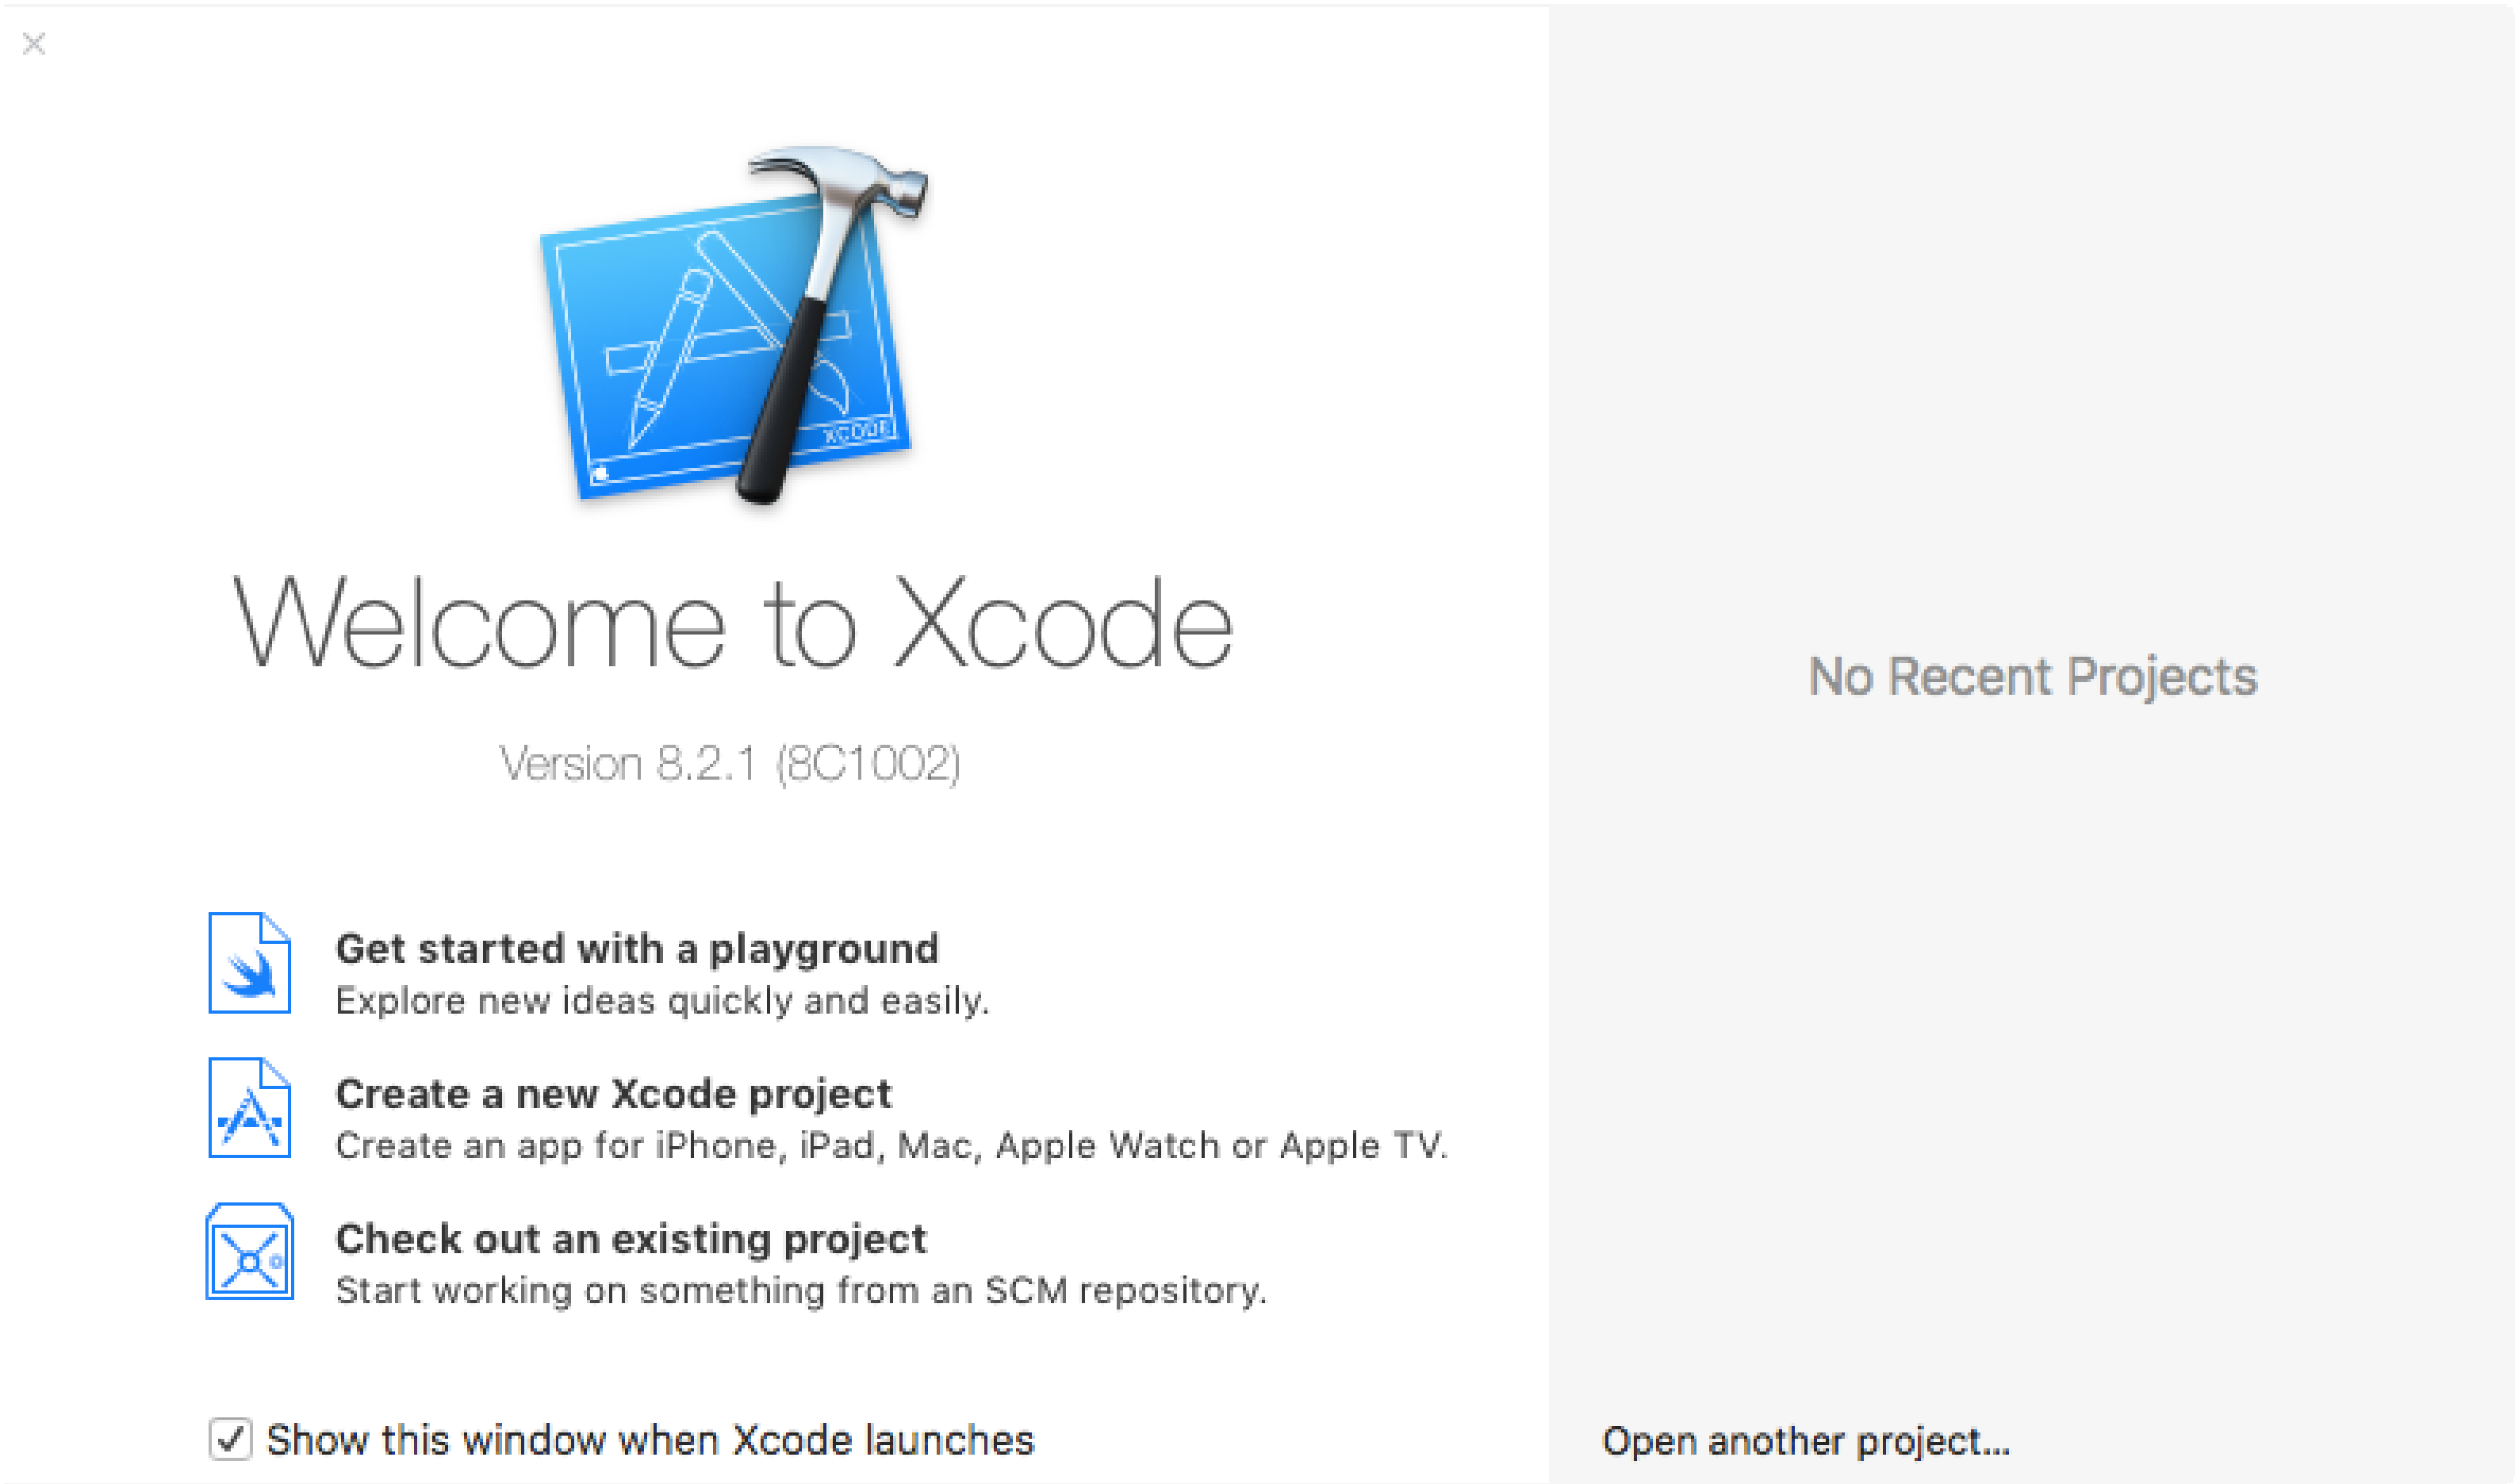 XCODE
Welcome to Xcode
Version 8.2.1 (8C1002)
Get started with a playground
Explore new ideas quickly and easily.
Create a new Xcode project
Create an app for iPhone, iPad, Mac, Apple Watch or Apple TV.
Check out an existing project
Start working on something from an SCM repository.
Show this window when Xcode launches
No Recent Projects
Open another project...